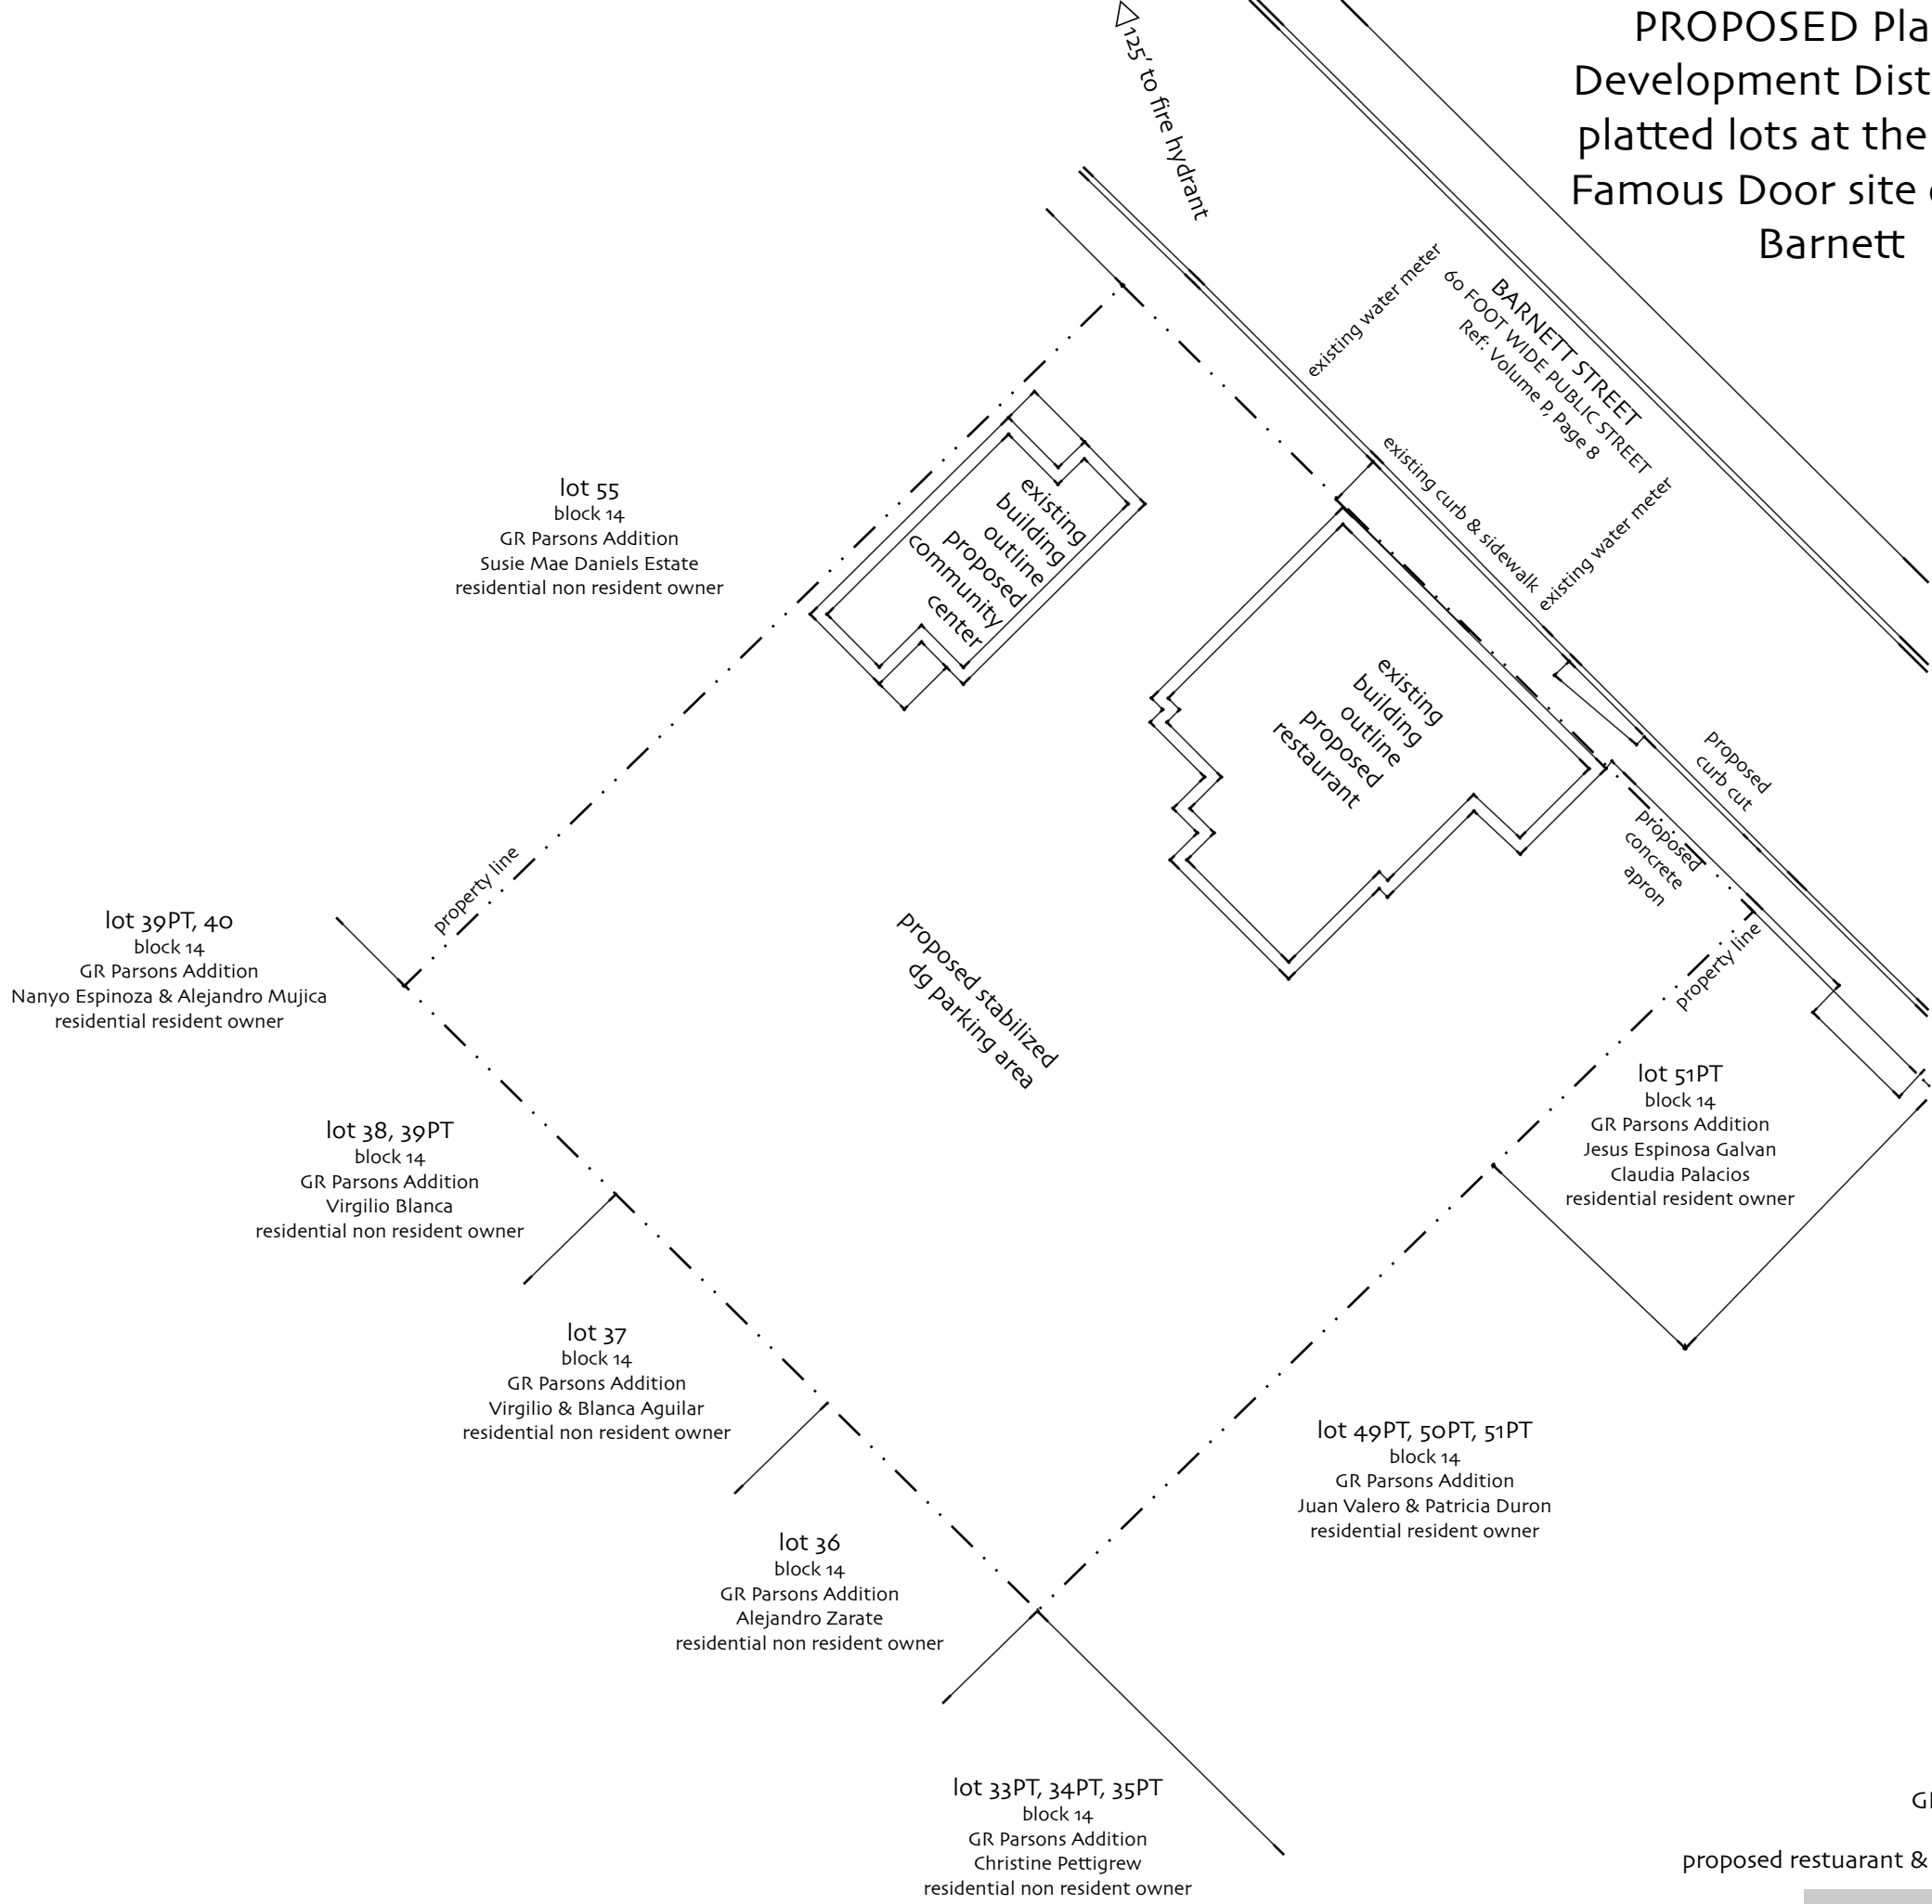 PROPOSED Pla
Development Dist
platted lots at the
Famous Door site
Barnett
125' to fire hydrant
existing water meter
BARNETT STREET
60 FOOT WIDE PUBLIC STREET
Ref: Volume P, Page 8
existing curb & sidewalk
existing water meter
lot 55
block 14
GR Parsons Addition
Susie Mae Daniels Estate
residential non resident owner
existing
building
outline
proposed
community
center
existing
building
outline
proposed
restaurant
proposed
curb cut
proposed
concrete
apron
property line
property line
lot 39PT, 40
block 14
GR Parsons Addition
Nanyo Espinoza & Alejandro Mujica
residential resident owner
proposed stabilized
dg parking area
lot 51PT
block 14
GR Parsons Addition
Jesus Espinosa Galvan
Claudia Palacios
residential resident owner
lot 38, 39PT
block 14
GR Parsons Addition
Virgilio Blanca
residential non resident owner
lot 37
block 14
GR Parsons Addition
Virgilio & Blanca Aguilar
residential non resident owner
lot 49PT, 50PT, 51PT
block 14
GR Parsons Addition
Juan Valero & Patricia Duron
residential resident owner
lot 36
block 14
GR Parsons Addition
Alejandro Zarate
residential non resident owner
lot 33PT, 34PT, 35PT
block 14
GR Parsons Addition
Christine Pettigrew
residential non resident owner
proposed restuarant &